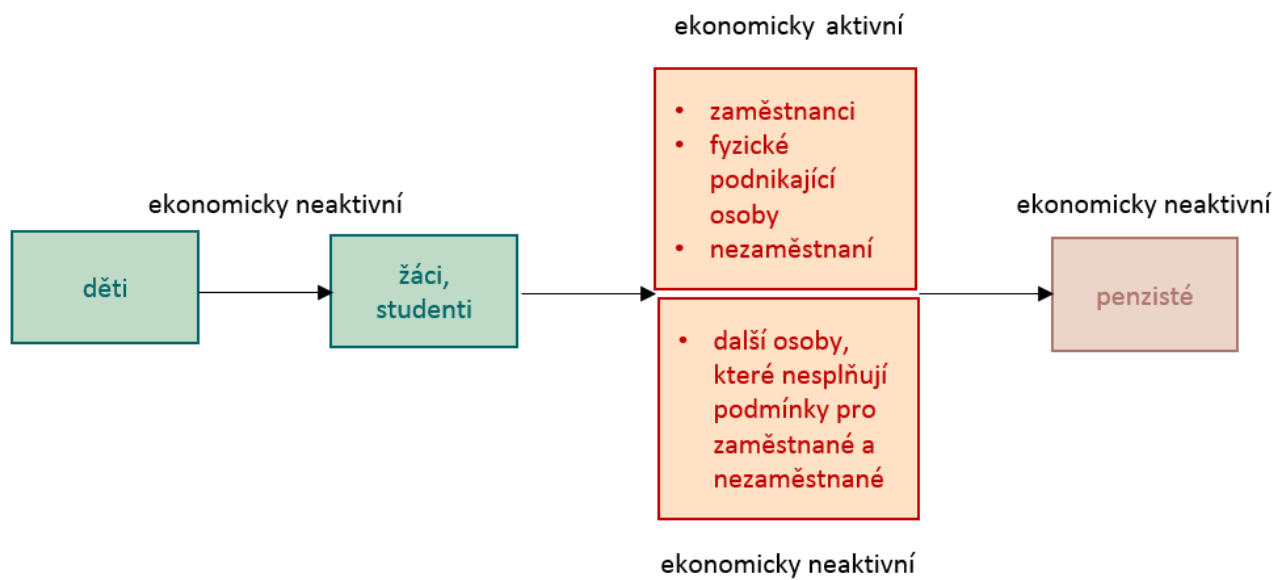 ekonomicky aktivní
• zaměstnanci
• fyzické
podnikající
osoby
• nezaměstnaní
ekonomicky neaktivní
děti
žáci,
studenti
• další osoby,
které nesplňují
podmínky pro
zaměstnané a
nezaměstnané
ekonomicky neaktivní
ekonomicky neaktivní
penzisté